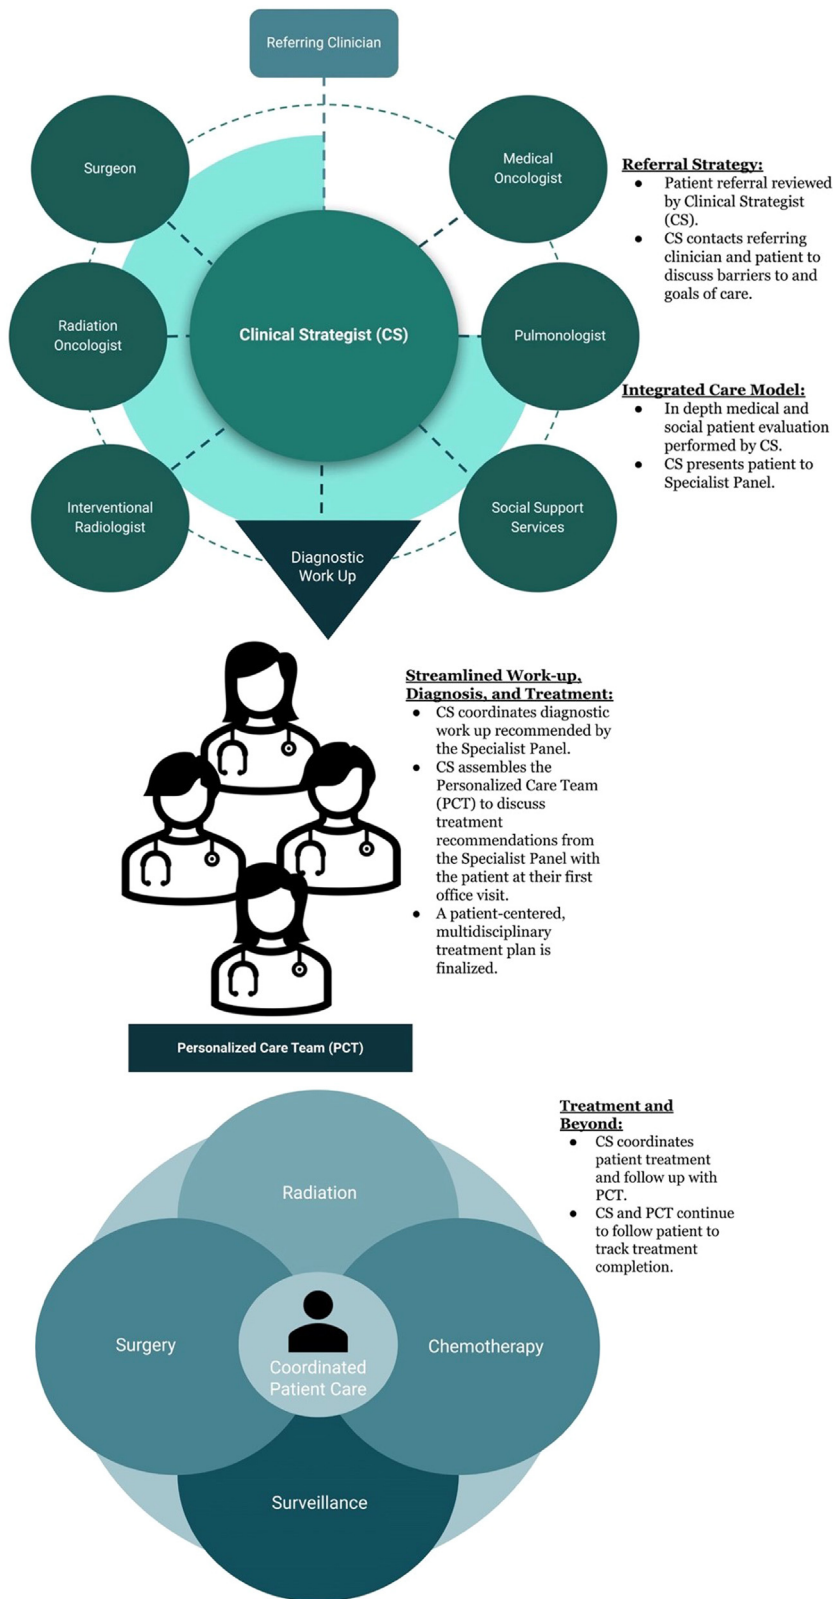 Referring Clinician
Surgeon
Medical
Oncologist
Radiation
Oncologist
Clinical Strategist (CS)
Pulmonologist
Interventional
Radiologist
Social Support
Services
Diagnostic
Work Up
Referral Strategy:
● Patient referral reviewed
by Clinical Strategist
(CS).
● CS contacts referring
clinician and patient to
discuss barriers to and
goals of care.
Integrated Care Model:
● In depth medical and
social patient evaluation
performed by CS.
● CS presents patient to
Specialist Panel.
Streamlined Work-up,
Diagnosis, and Treatment:
● CS coordinates diagnostic
work up recommended by
the Specialist Panel.
● CS assembles the
Personalized Care Team
(PCT) to discuss
treatment
recommendations from
the Specialist Panel with
the patient at their first
office visit.
● A patient-centered,
multidisciplinary
treatment plan is
finalized.
Personalized Care Team (PCT)
Treatment and
Beyond:
● CS coordinates
patient treatment
and follow up with
PCT.
● CS and PCT continue
to follow patient to
track treatment
completion.
Radiation
Surgery
Coordinated
Patient Care
Chemotherapy
Surveillance